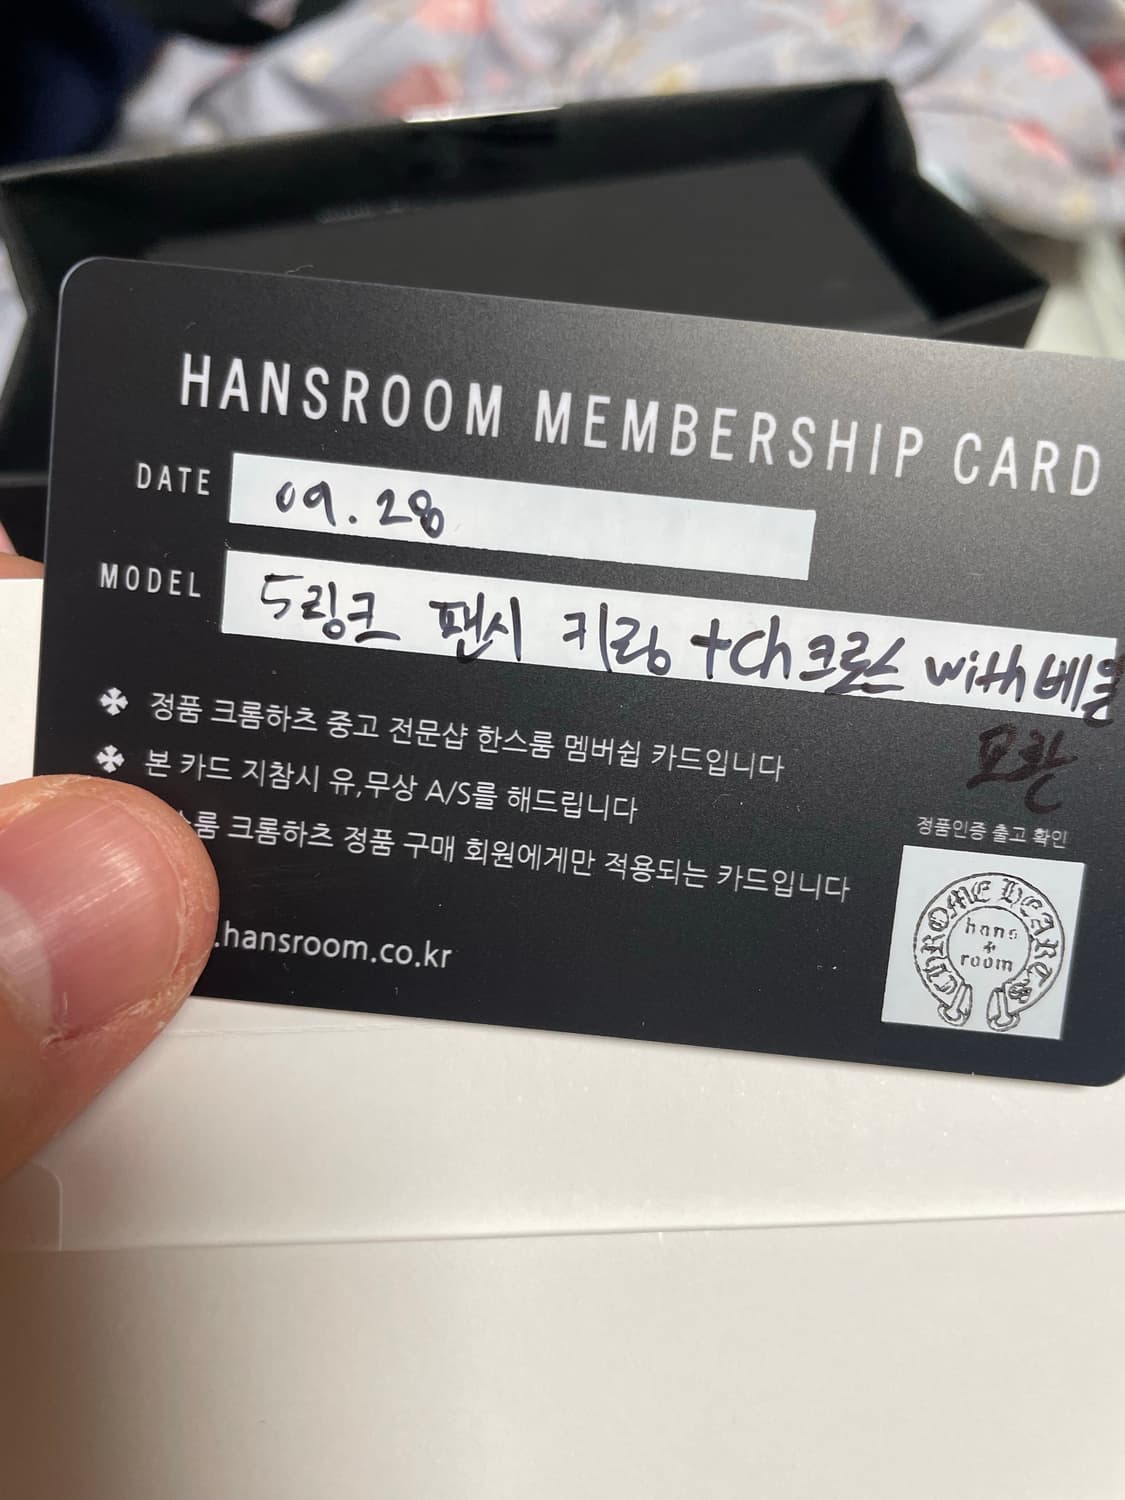 HANSROOM MEMBERSHIP CARD
DATE 09.28
MODEL 5링크 팬시 키링 + ch크로스 with베일
정품 크롬하츠 중고 전문샵 한스룸 멤버쉽 카드입니다
본 카드 지참시 유,무상 A/S를 해드립니다
룸 크롬하츠 정품 구매 회원에게만 적용되는 카드입니다
.hansroom.co.kr
정품인증 출고 확인
CHROME HEARTS
hans
room